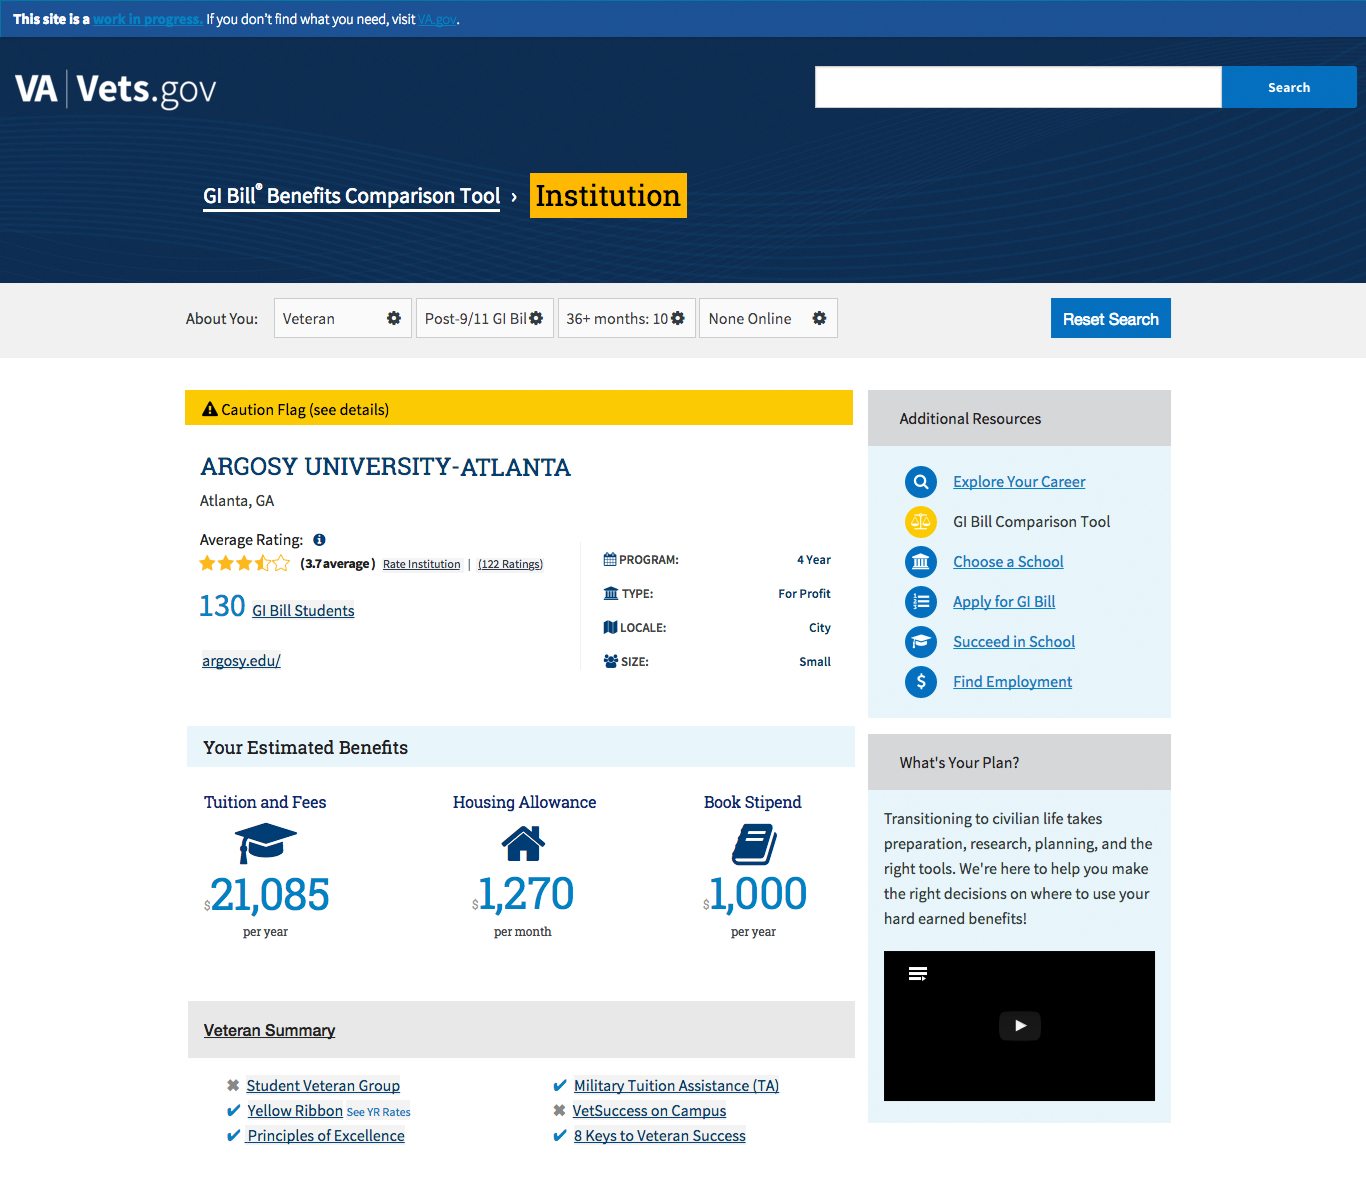 This site is a work in progress. If you don't find what you need, visit VA.gov.
VA | Vets.gov
Search
GI Bill® Benefits Comparison Tool › Institution
About You: Veteran Post-9/11 GI Bil 36+ months: 10 None Online Reset Search
Caution Flag (see details)
ARGOSY UNIVERSITY-ATLANTA
Atlanta, GA
Average Rating:
(3.7 average) Rate Institution | (122 Ratings)
130 GI Bill Students
argosy.edu/
PROGRAM: 4 Year
TYPE: For Profit
LOCALE: City
SIZE: Small
Your Estimated Benefits
Tuition and Fees
$21,085
per year
Housing Allowance
$1,270
per month
Book Stipend
$1,000
per year
Veteran Summary
✖ Student Veteran Group
✔ Yellow Ribbon See YR Rates
✔ Principles of Excellence
✔ Military Tuition Assistance (TA)
✖ VetSuccess on Campus
✔ 8 Keys to Veteran Success
Additional Resources
Explore Your Career
GI Bill Comparison Tool
Choose a School
Apply for GI Bill
Succeed in School
Find Employment
What's Your Plan?
Transitioning to civilian life takes
preparation, research, planning, and the
right tools. We're here to help you make
the right decisions on where to use your
hard earned benefits!